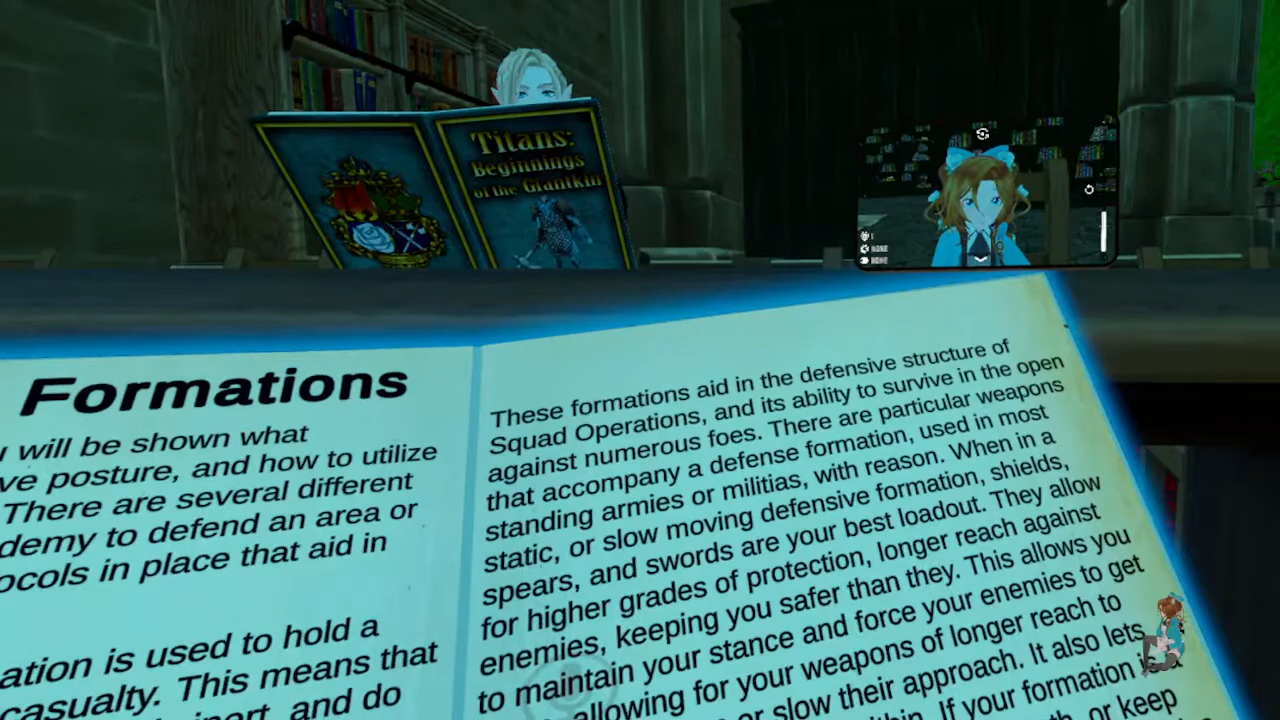 Titans:
Beginnings
of the Giantkin
NONE
NONE
Formations
will be shown what
posture, and how to utilize
There are several different
to defend an area or
in place that aid in
is used to hold a
casualty. This means that
and do
These formations aid in the defensive structure of
Squad Operations, and its ability to survive in the open
against numerous foes. There are particular weapons
that accompany a defense formation, used in most
standing armies or militias, with reason. When in a
static, or slow moving defensive formation, shields,
spears, and swords are your best loadout. They allow
for higher grades of protection, longer reach against
enemies, keeping you safer than they. This allows you
to maintain your stance and force your enemies to get
allowing for your weapons of longer reach to
or slow their approach. It also lets
If your formation
or keep